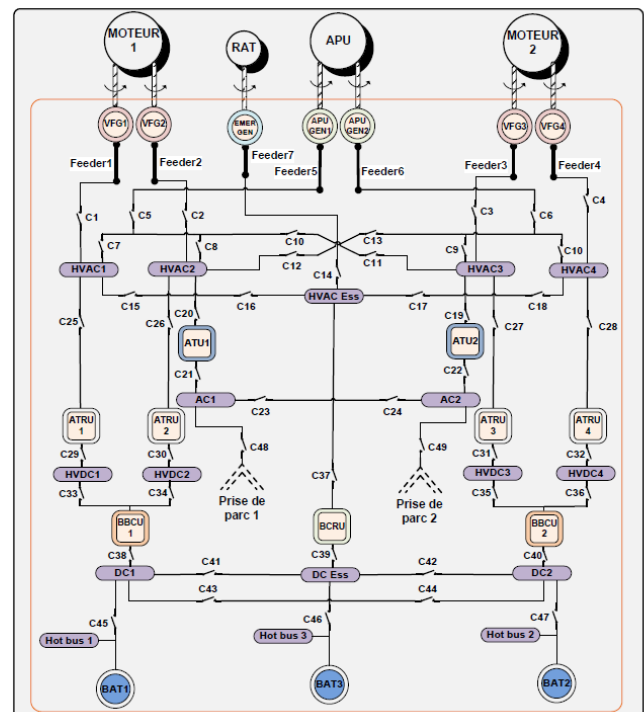 MOTEUR 1
RAT
APU
MOTEUR 2
VFG1
VFG2
EMER GEN
APU GEN1
APU GEN2
VFG3
VFG4
Feeder1
Feeder2
Feeder7
Feeder5
Feeder6
Feeder3
Feeder4
C1
C5
C2
C3
C6
C4
C7
C8
C10
C13
C9
C10
C12
C11
HVAC1
HVAC2
C14
HVAC3
HVAC4
HVAC Ess
C15
C16
C17
C18
C25
C26
C20
C19
C27
C28
ATU1
ATU2
C21
C22
AC1
AC2
C23
C24
ATRU 1
ATRU 2
C48
C49
ATRU 3
ATRU 4
C29
C30
C31
C32
HVDC1
HVDC2
C37
HVDC3
HVDC4
C33
C34
Prise de parc 1
Prise de parc 2
C35
C36
BBCU 1
BCRU
BBCU 2
C38
C39
C40
C41
C42
DC1
DC Ess
DC2
C43
C44
C45
C46
C47
Hot bus 1
Hot bus 3
Hot bus 2
BAT1
BAT3
BAT2